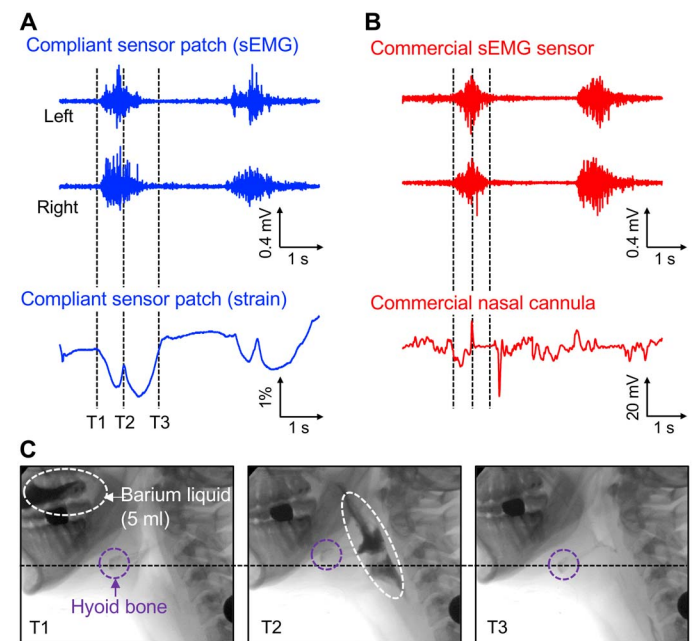 A
Compliant sensor patch (sEMG)
Left
Right
0.4 mV
1 s
Compliant sensor patch (strain)
1%
T1 T2 T3
1 s
B
Commercial sEMG sensor
0.4 mV
1 s
Commercial nasal cannula
20 mV
1 s
C
Barium liquid
(5 ml)
Hyoid bone
T1
T2
T3